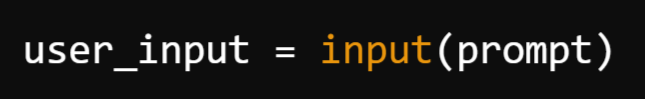 user_input = input(prompt)